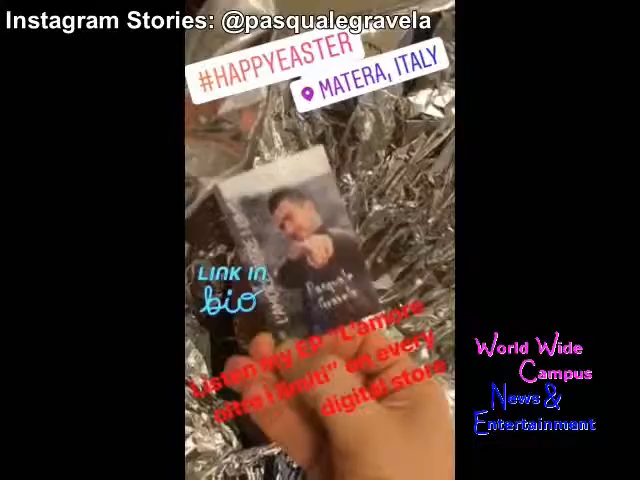 Instagram Stories: @pasqualegravela
#HAPPYEASTER
MATERA, ITALY
LINK IN
bio
Pasquale
Listen my EP "L'amore
oltre i limiti" on every
digital store
World Wide
Campus
News &
Entertainment